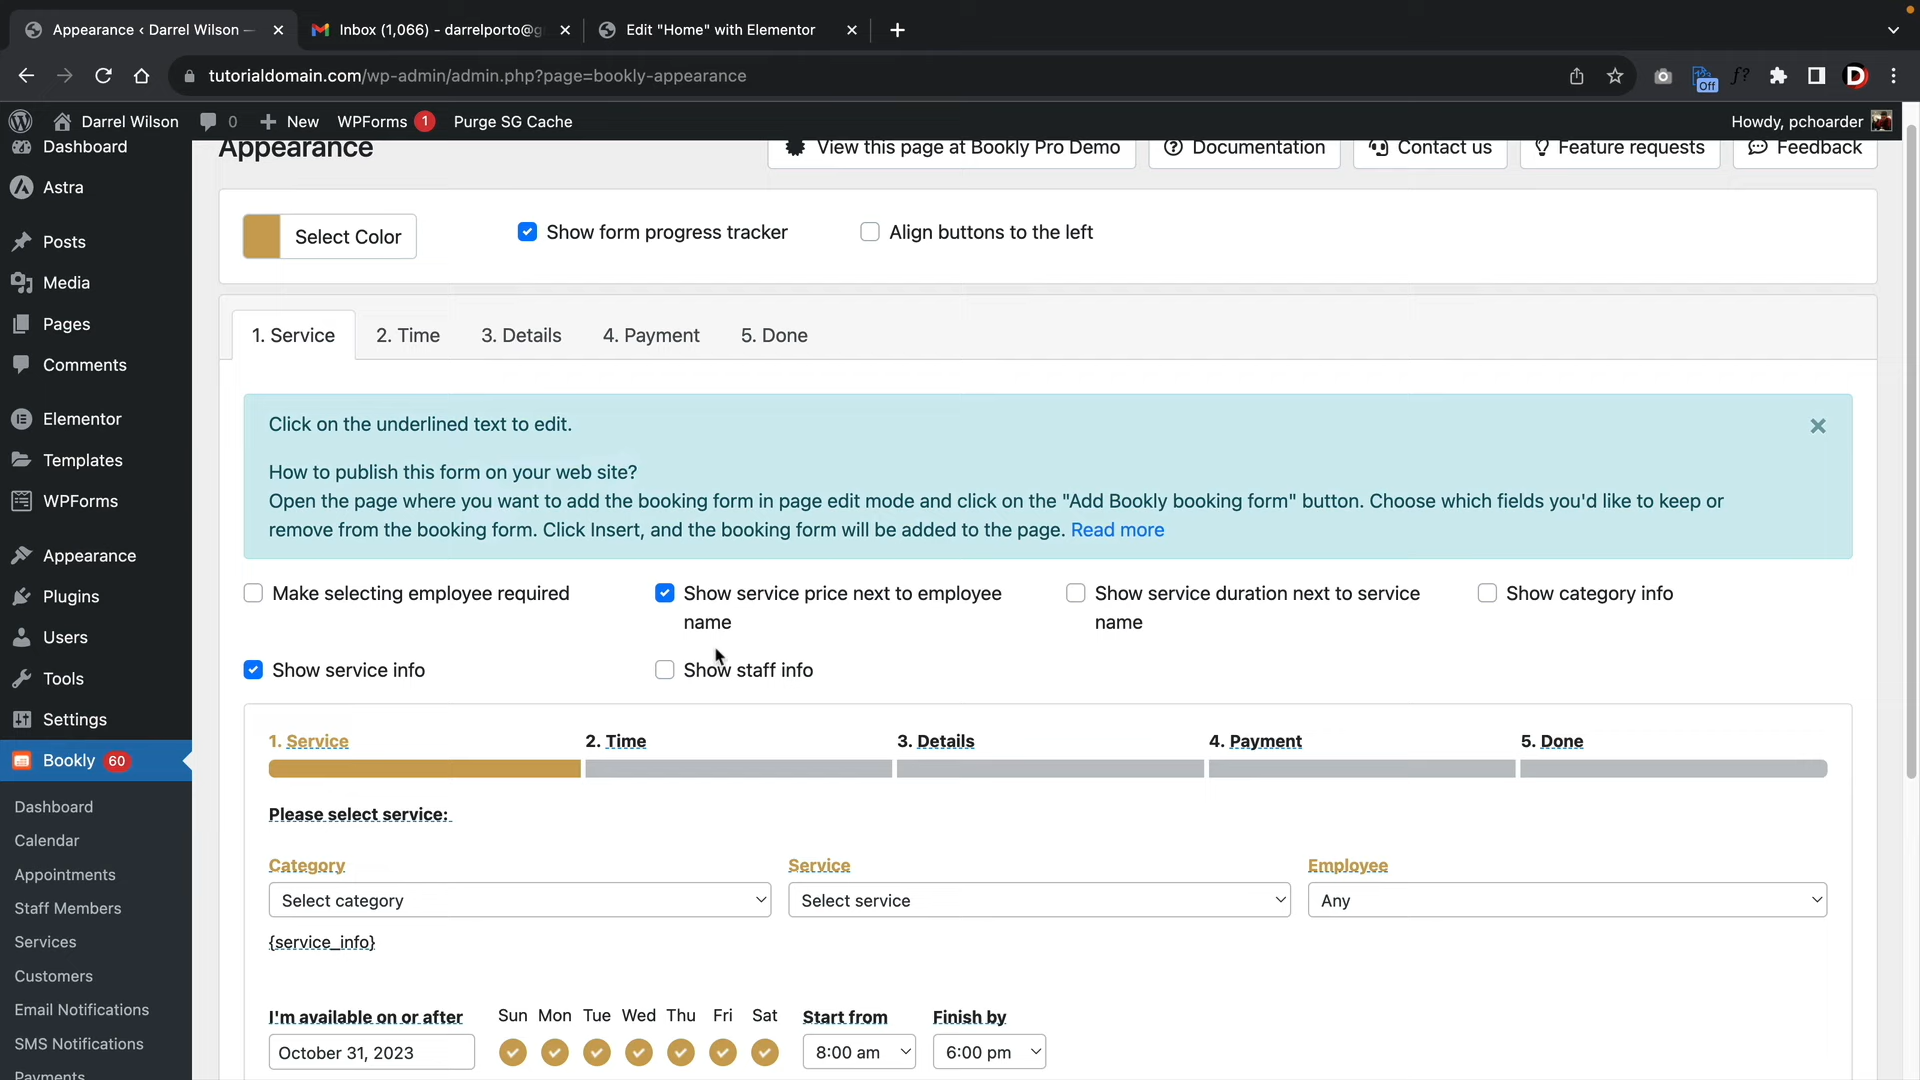 Appearance ‹ Darrel Wilson —
Inbox (1,066) - darrelporto@g
Edit "Home" with Elementor
tutorialdomain.com/wp-admin/admin.php?page=bookly-appearance
Off
f?
D
Darrel Wilson
0
New
WPForms 1
Purge SG Cache
Howdy, pchoarder
Dashboard
Astra
Posts
Media
Pages
Comments
Elementor
Templates
WPForms
Appearance
Plugins
Users
Tools
Settings
Bookly 60
Dashboard
Calendar
Appointments
Staff Members
Services
Customers
Email Notifications
SMS Notifications
Payments
Appearance
View this page at Bookly Pro Demo
Documentation
Contact us
Feature requests
Feedback
Select Color
Show form progress tracker
Align buttons to the left
1. Service
2. Time
3. Details
4. Payment
5. Done
Click on the underlined text to edit.
How to publish this form on your web site?
Open the page where you want to add the booking form in page edit mode and click on the "Add Bookly booking form" button. Choose which fields you'd like to keep or
remove from the booking form. Click Insert, and the booking form will be added to the page. Read more
Make selecting employee required
Show service price next to employee
name
Show service duration next to service
name
Show category info
Show service info
Show staff info
1. Service
2. Time
3. Details
4. Payment
5. Done
Please select service:
Category
Service
Employee
Select category
Select service
Any
{service_info}
I'm available on or after
Sun Mon Tue Wed Thu Fri Sat
Start from
Finish by
October 31, 2023
8:00 am
6:00 pm